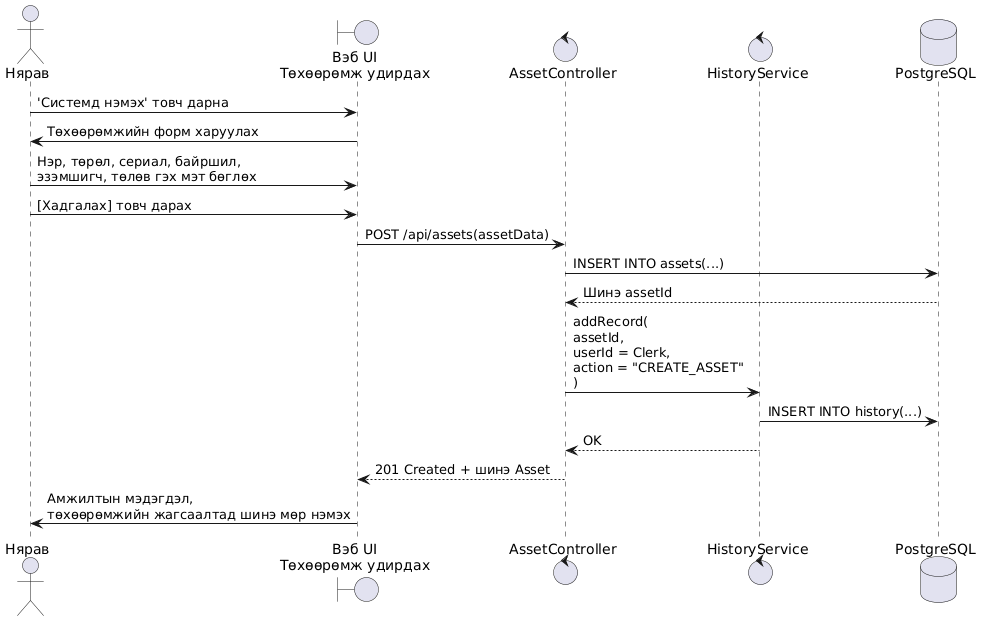 Нярав
Вэб UI
Төхөөрөмж удирдах
AssetController
HistoryService
PostgreSQL
'Системд нэмэх' товч дарна
Төхөөрөмжийн форм харуулах
Нэр, төрөл, сериал, байршил,
эзэмшигч, төлөв гэх мэт бөглөх
[Хадгалах] товч дарах
POST /api/assets(assetData)
INSERT INTO assets(...)
Шинэ assetId
addRecord(
assetId,
userId = Clerk,
action = "CREATE_ASSET"
)
INSERT INTO history(...)
OK
201 Created + шинэ Asset
Амжилтын мэдэгдэл,
төхөөрөмжийн жагсаалтад шинэ мөр нэмэх
Нярав
Вэб UI
Төхөөрөмж удирдах
AssetController
HistoryService
PostgreSQL